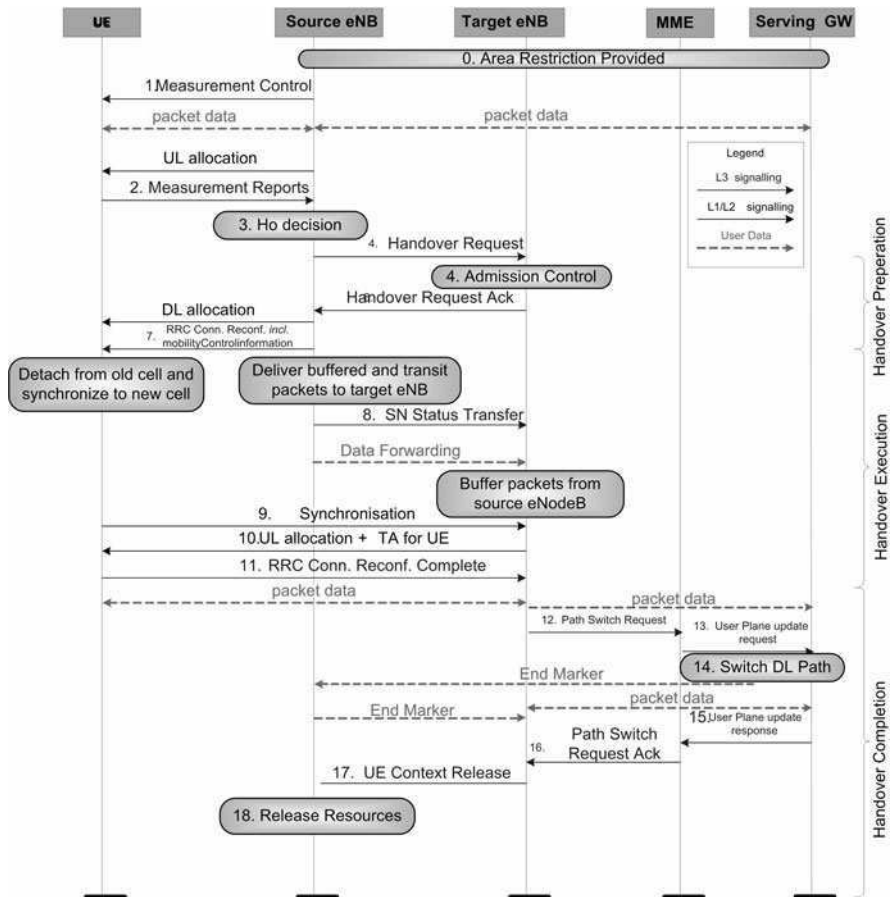 UE Source eNB Target eNB MME Serving GW
0. Area Restriction Provided
1.Measurement Control
packet data packet data
UL allocation
2. Measurement Reports
3. Ho decision
Legend
L3 signalling
L1/L2 signalling
User Data
4. Handover Request
4. Admission Control
Handover Request Ack
DL allocation
7. RRC Conn. Reconf. incl.
mobilityControlinformation
Handover Preperation
Detach from old cell and
synchronize to new cell
Deliver buffered and transit
packets to target eNB
8. SN Status Transfer
Data Forwarding
Buffer packets from
source eNodeB
9. Synchronisation
10.UL allocation + TA for UE
11. RRC Conn. Reconf. Complete
Handover Execution
packet data packet data
12. Path Switch Request
13. User Plane update
request
14. Switch DL Path
End Marker
packet data
End Marker
15.User Plane update
response
16. Path Switch
Request Ack
17. UE Context Release
18. Release Resources
Handover Completion